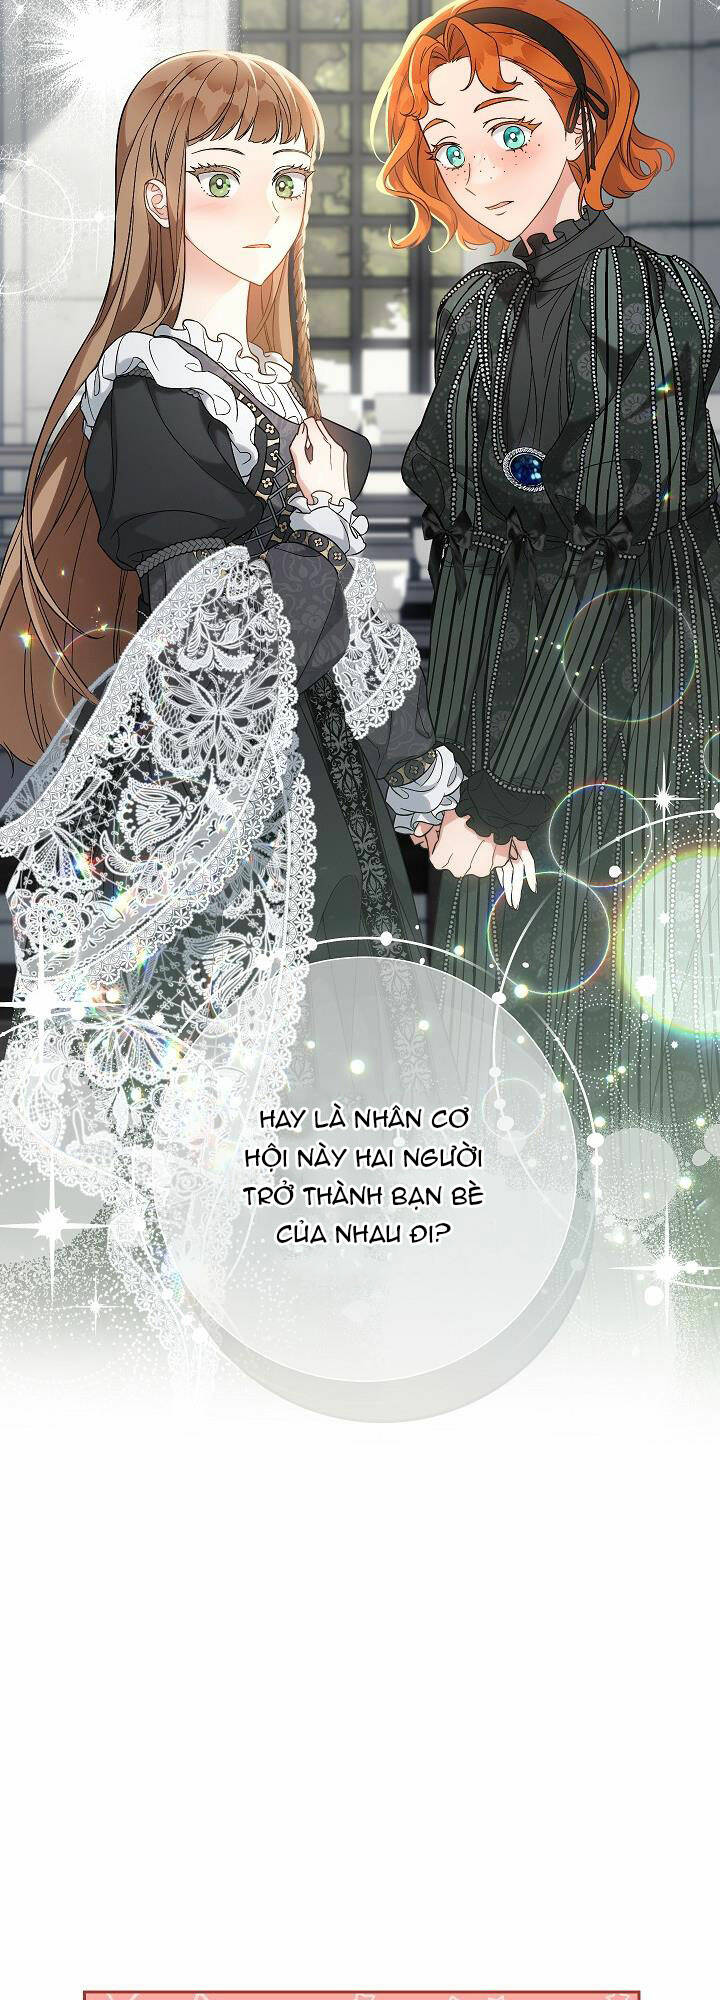 HAY LÀ NHÂN CƠ
HỘI NÀY HAI NGƯỜI
TRỞ THÀNH BẠN BÈ
CỦA NHAU ĐI?